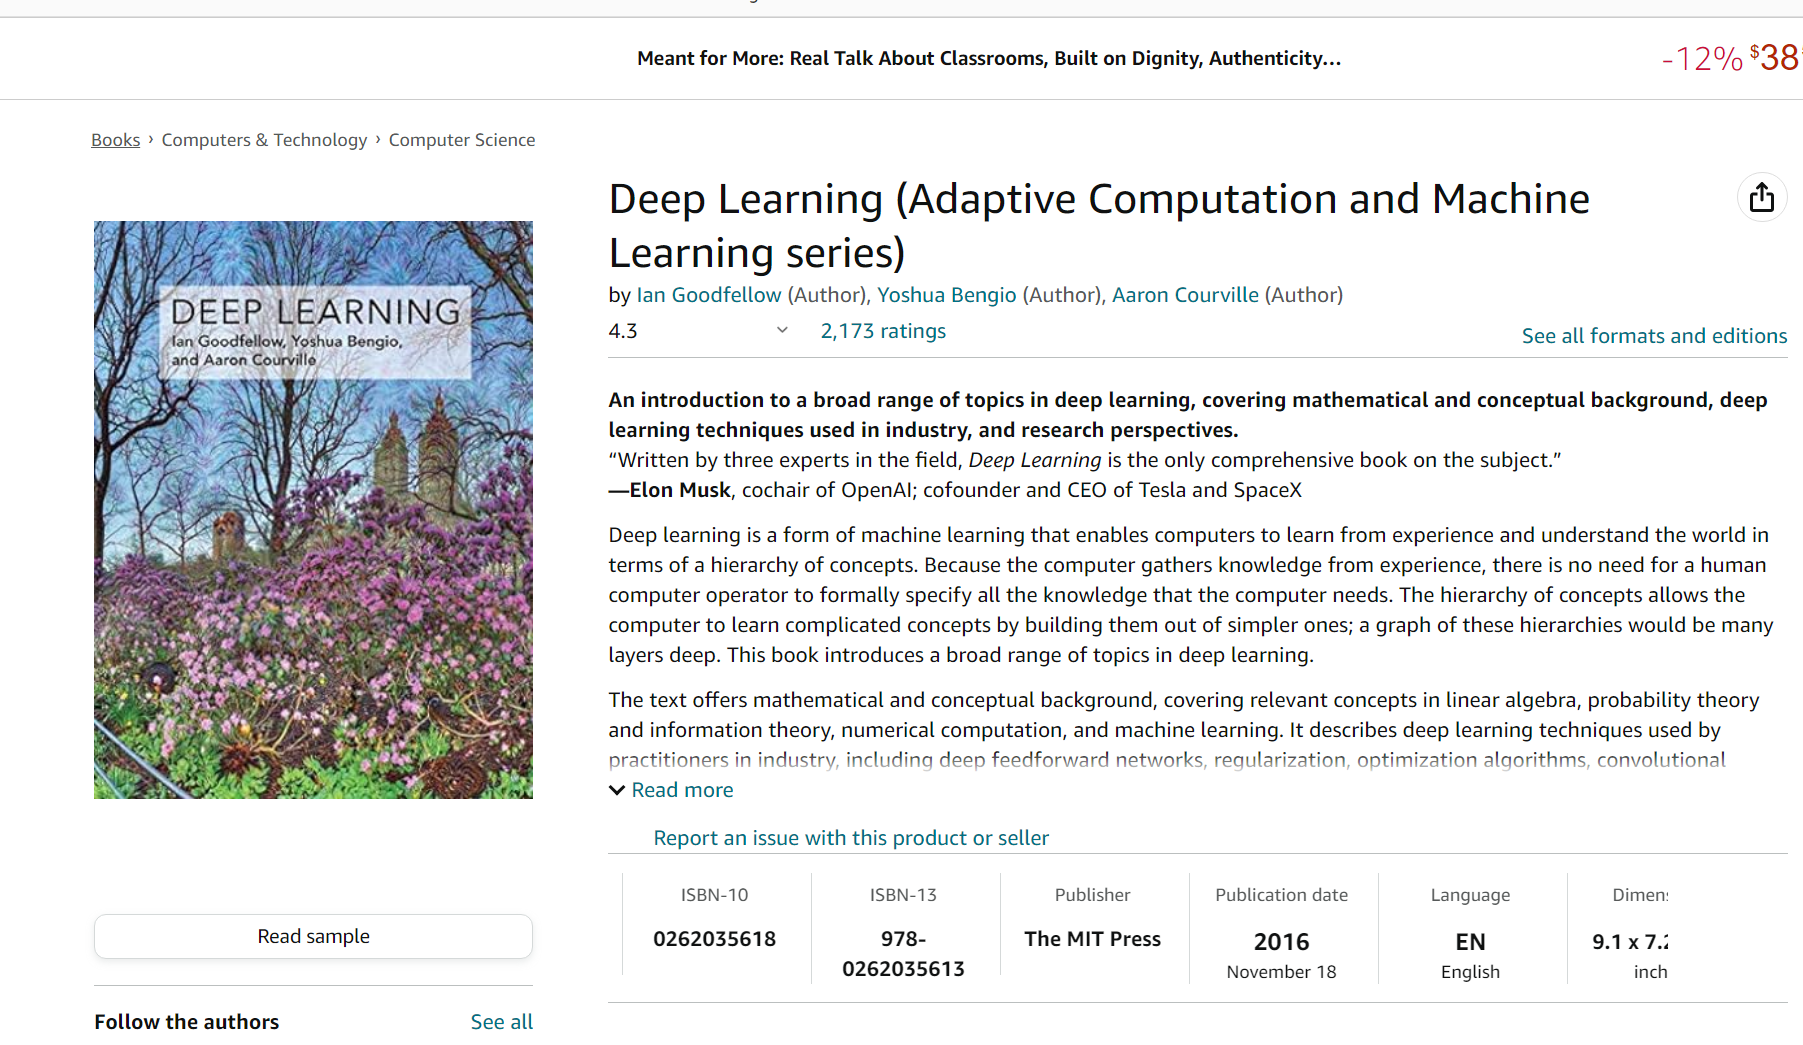 Meant for More: Real Talk About Classrooms, Built on Dignity, Authenticity...
-12% $38
Books › Computers & Technology › Computer Science
Deep Learning (Adaptive Computation and Machine
Learning series)
by Ian Goodfellow (Author), Yoshua Bengio (Author), Aaron Courville (Author)
4.3
2,173 ratings
See all formats and editions
DEEP LEARNING
Ian Goodfellow, Yoshua Bengio,
and Aaron Courville
An introduction to a broad range of topics in deep learning, covering mathematical and conceptual background, deep
learning techniques used in industry, and research perspectives.
“Written by three experts in the field, Deep Learning is the only comprehensive book on the subject.”
—Elon Musk, cochair of OpenAI; cofounder and CEO of Tesla and SpaceX
Deep learning is a form of machine learning that enables computers to learn from experience and understand the world in
terms of a hierarchy of concepts. Because the computer gathers knowledge from experience, there is no need for a human
computer operator to formally specify all the knowledge that the computer needs. The hierarchy of concepts allows the
computer to learn complicated concepts by building them out of simpler ones; a graph of these hierarchies would be many
layers deep. This book introduces a broad range of topics in deep learning.
The text offers mathematical and conceptual background, covering relevant concepts in linear algebra, probability theory
and information theory, numerical computation, and machine learning. It describes deep learning techniques used by
practitioners in industry, including deep feedforward networks, regularization, optimization algorithms, convolutional
Read more
Report an issue with this product or seller
ISBN-10
0262035618
ISBN-13
978-
0262035613
Publisher
The MIT Press
Publication date
2016
November 18
Language
EN
English
Dimen
9.1 x 7.2
inch
Read sample
Follow the authors
See all